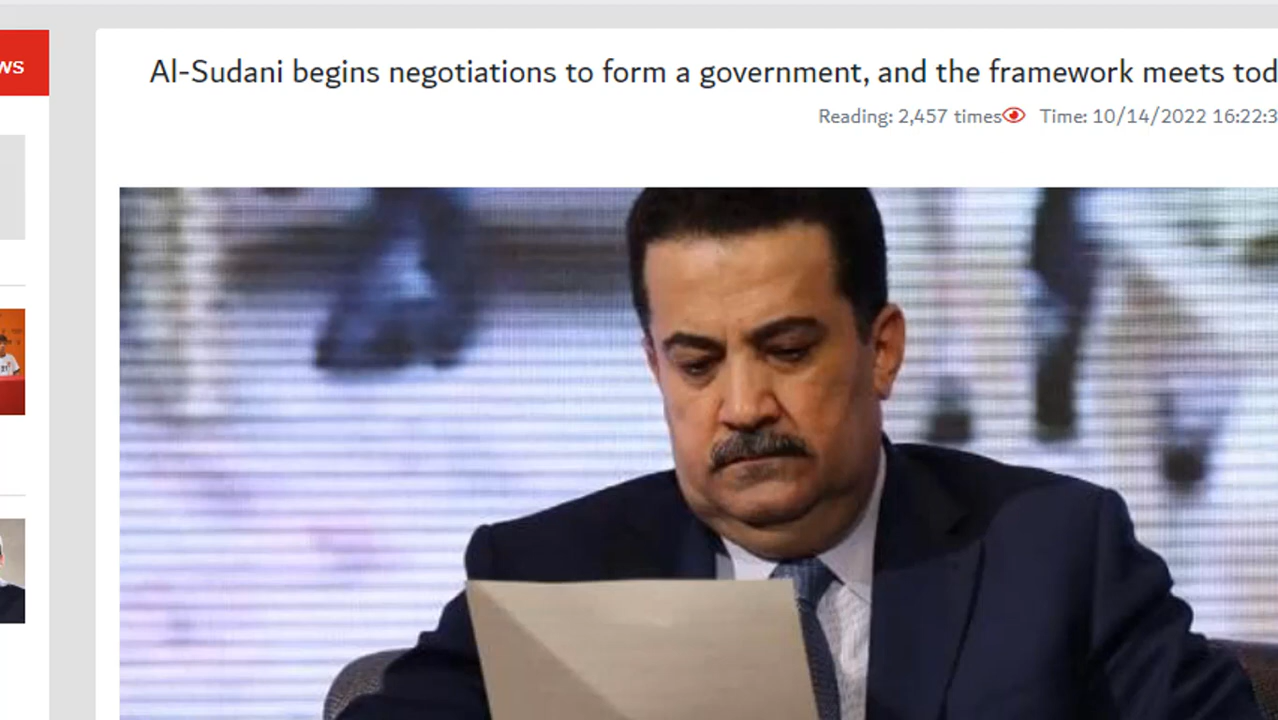 ws
Al-Sudani begins negotiations to form a government, and the framework meets tod
Reading: 2,457 times Time: 10/14/2022 16:22:3